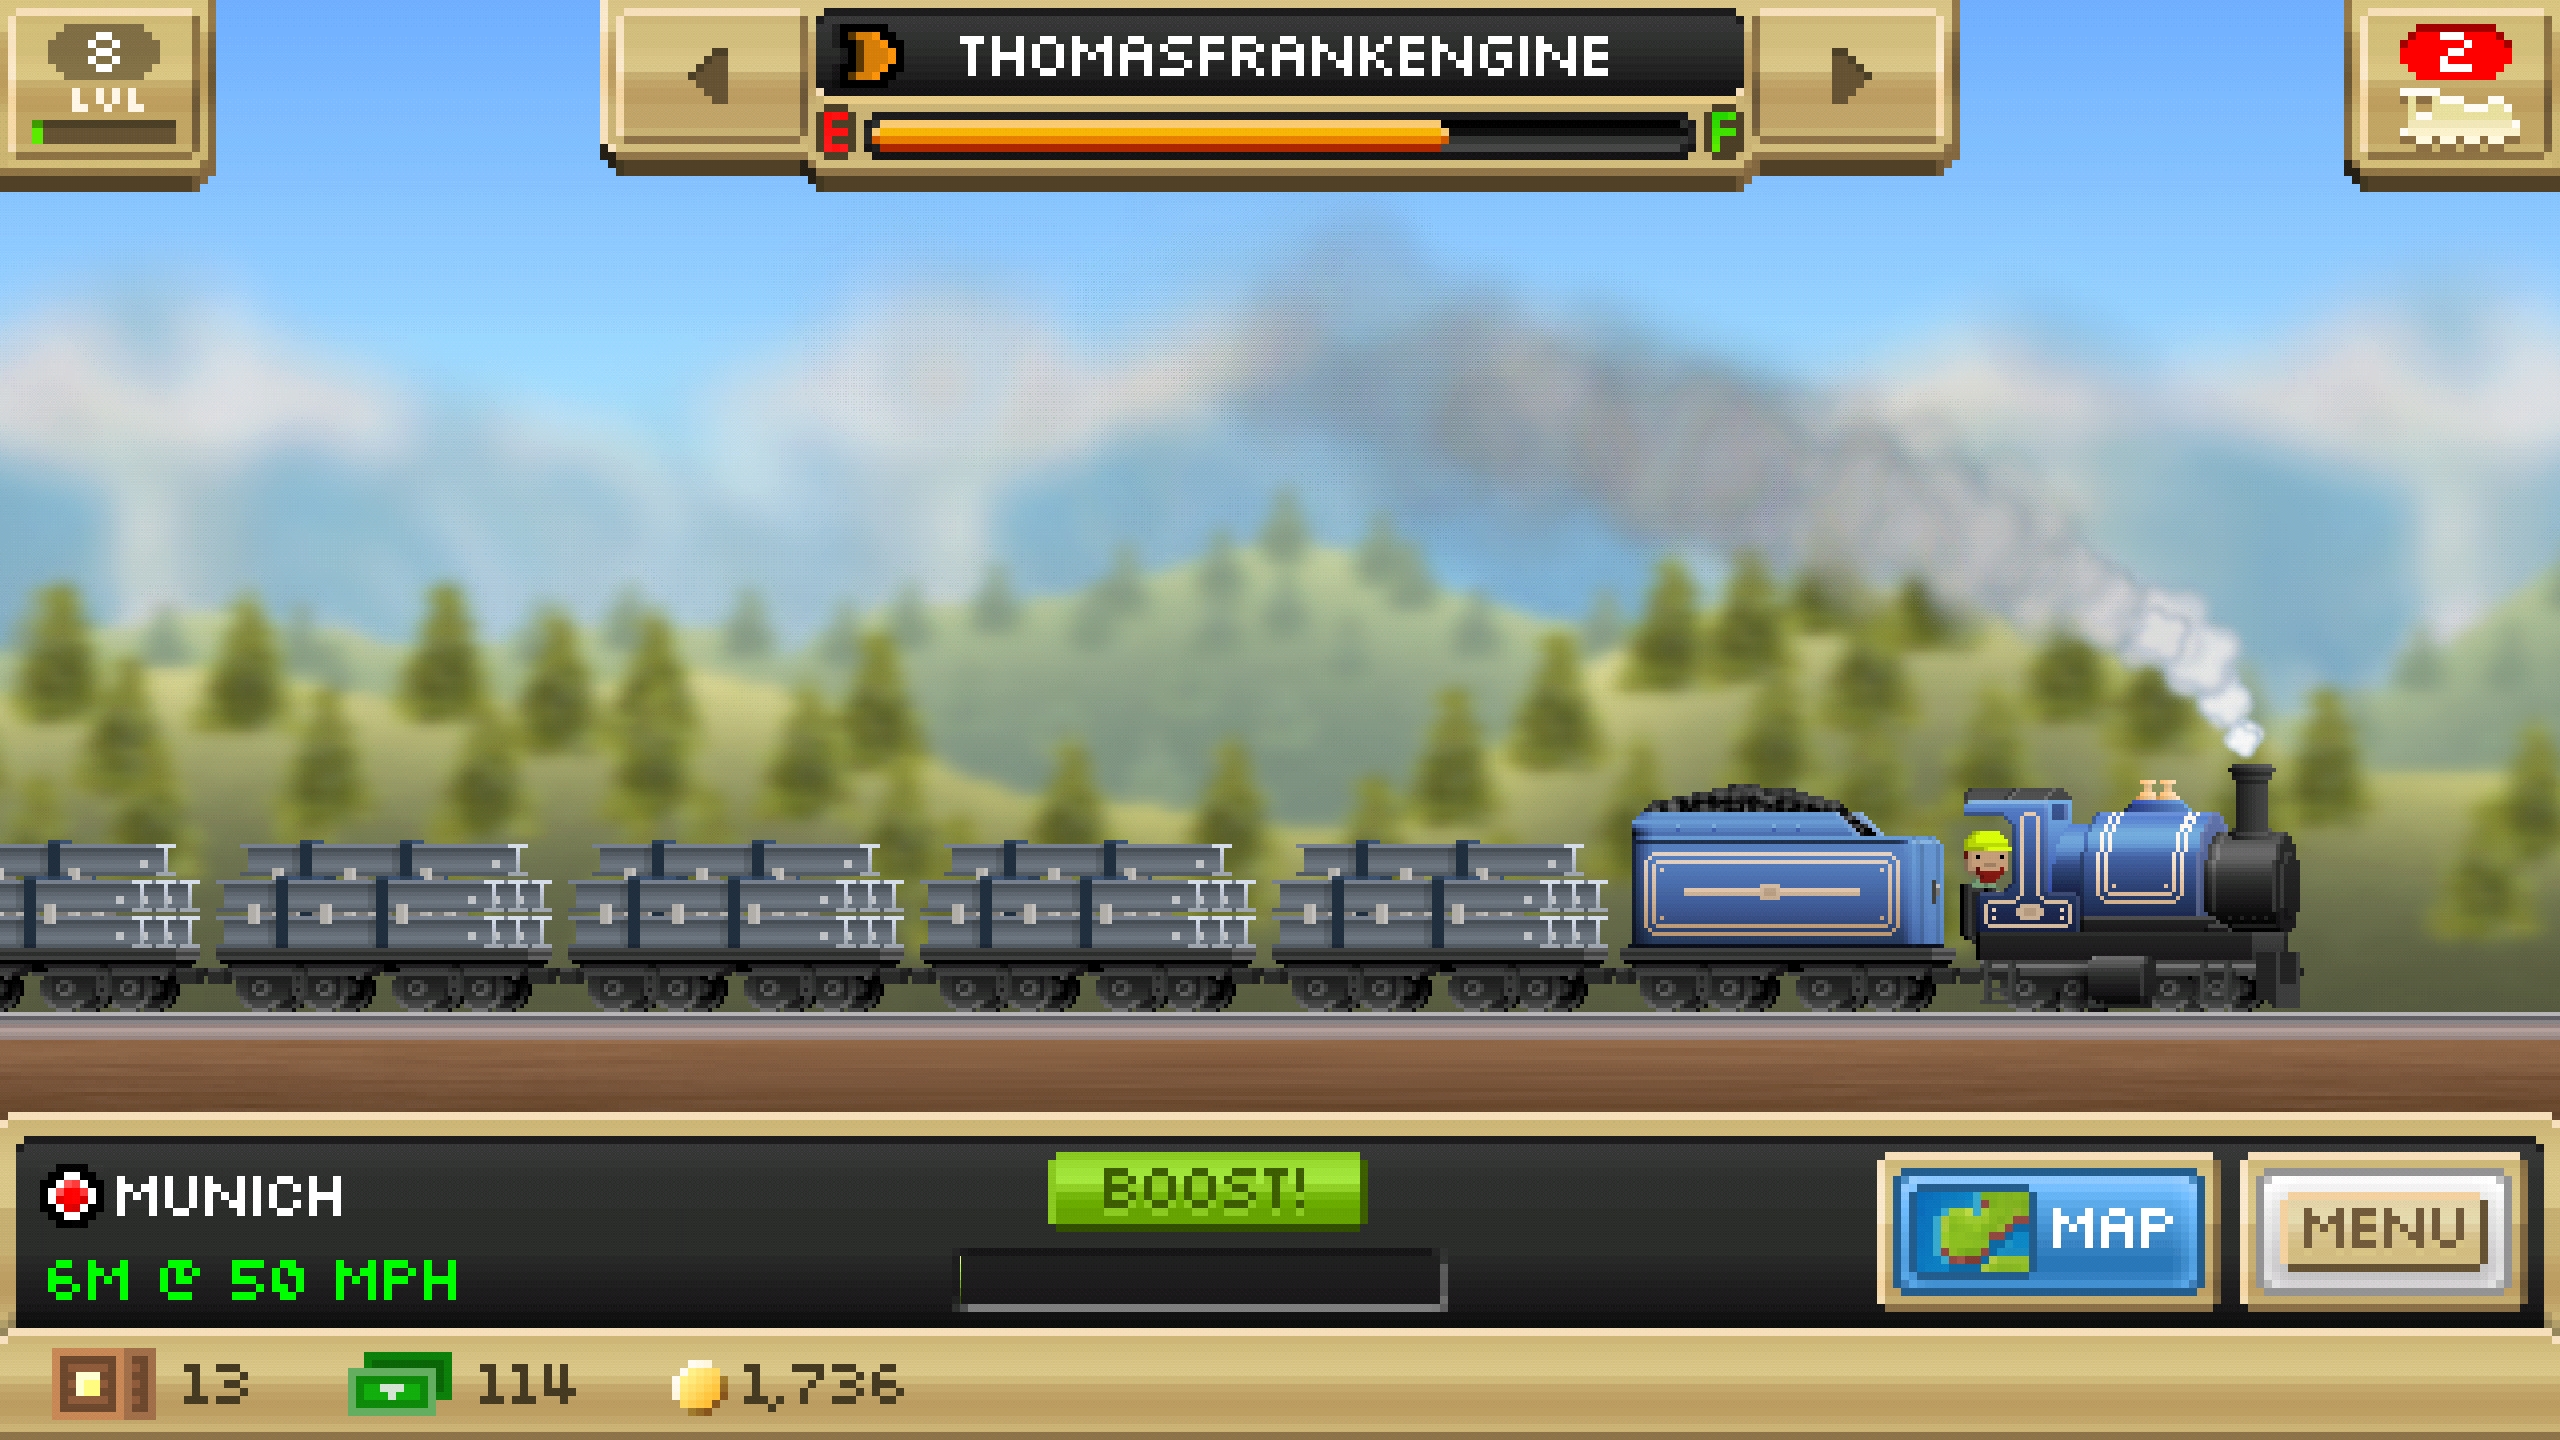 8
LVL
THOMASFRANKENGINE
E F
2
MUNICH
6M @ 50 MPH
BOOST!
MAP
MENU
13 114 1,736